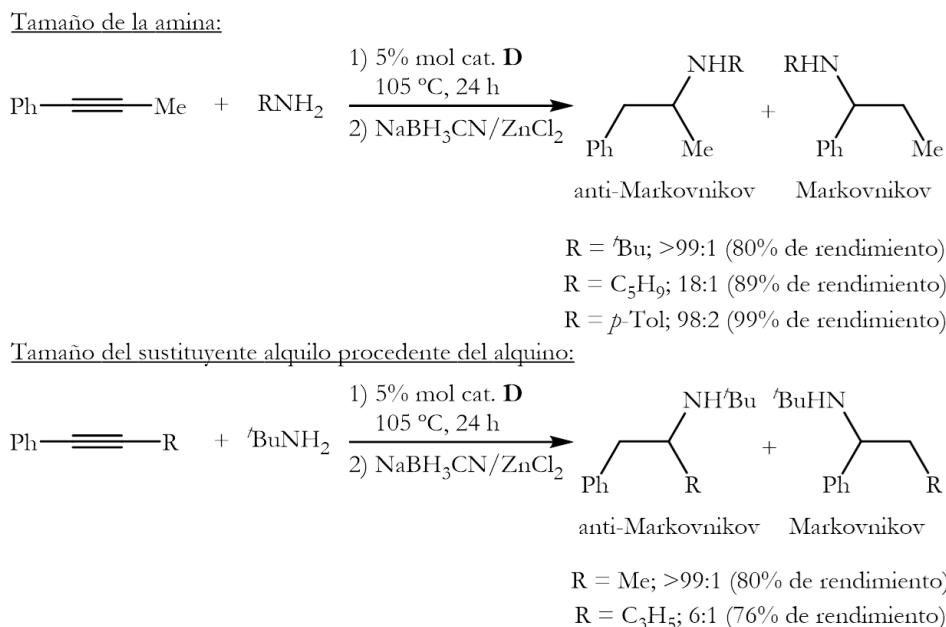 Tamaño de la amina:
Ph Me + RNH2
1) 5% mol cat. D
105 ºC, 24 h
2) NaBH3CN/ZnCl2
NHR RHN
+
Ph Me Ph Me
anti-Markovnikov Markovnikov
R = tBu; >99:1 (80% de rendimiento)
R = C5H9; 18:1 (89% de rendimiento)
R = p-Tol; 98:2 (99% de rendimiento)
Tamaño del sustituyente alquilo procedente del alquino:
Ph R + tBuNH2
1) 5% mol cat. D
105 ºC, 24 h
2) NaBH3CN/ZnCl2
NHtBu tBuHN
+
Ph R Ph R
anti-Markovnikov Markovnikov
R = Me; >99:1 (80% de rendimiento)
R = C3H5; 6:1 (76% de rendimiento)